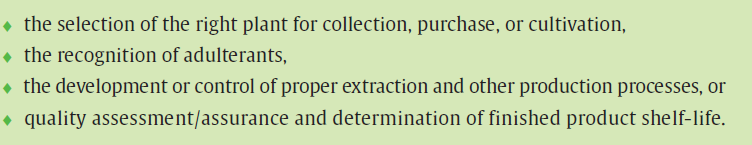 ♦ the selection of the right plant for collection, purchase, or cultivation,
♦ the recognition of adulterants,
♦ the development or control of proper extraction and other production processes, or
♦ quality assessment/assurance and determination of finished product shelf-life.